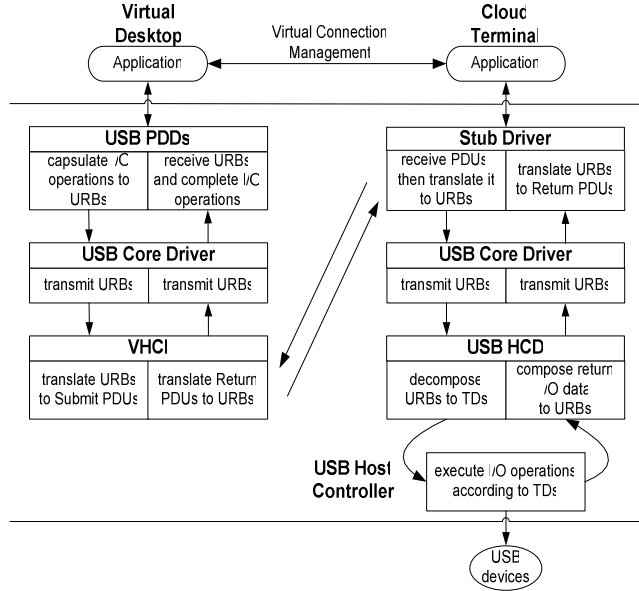 Virtual
Desktop
Cloud
Terminal
Virtual Connection
Management
Application
Application
USB PDDs
capsulate I/O
operations to
URBs
receive URBs
and complete I/O
operations
Stub Driver
receive PDUs
then translate it
to URBs
translate URBs
to Return PDUs
USB Core Driver
transmit URBs
transmit URBs
USB Core Driver
transmit URBs
transmit URBs
VHCI
translate URBs
to Submit PDUs
translate Return
PDUs to URBs
USB HCD
decompose
URBs to TDs
compose return
I/O data
to URBs
USB Host
Controller
execute I/O operations
according to TDs
USB
devices